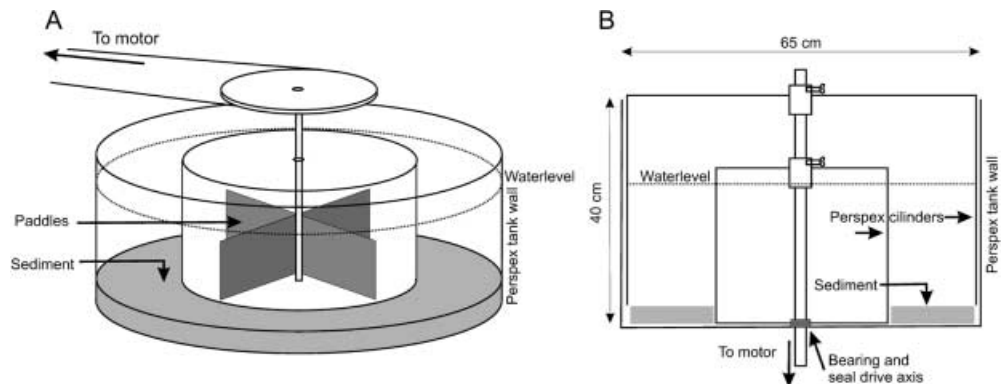 A
To motor
Waterlevel
Paddles
Sediment
Perspex tank wall
B
65 cm
40 cm
Waterlevel
Perspex cilinders
Sediment
Perspex tank wall
To motor
Bearing and
seal drive axis